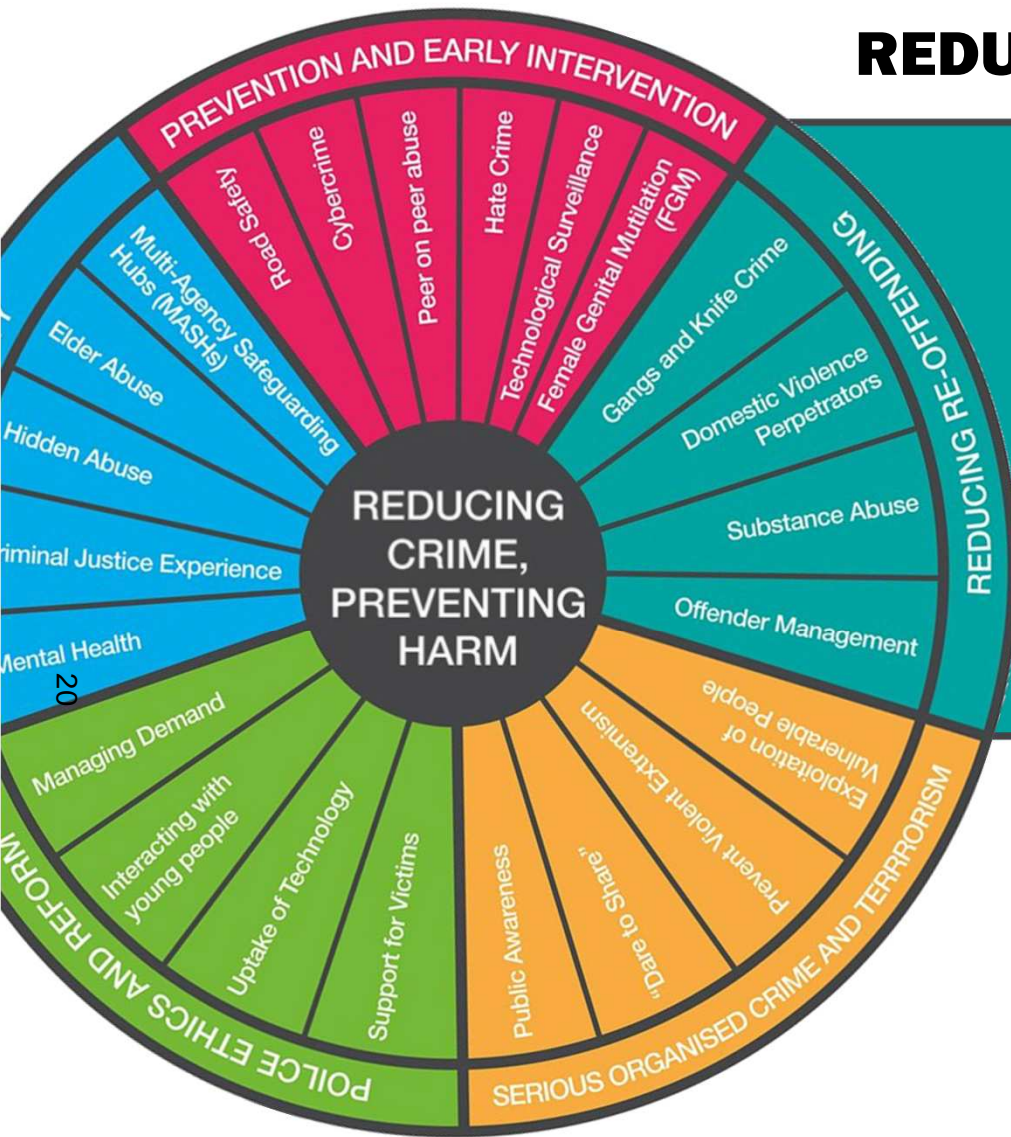 REDU
PREVENTION AND EARLY INTERVENTION
Road Safety
Cybercrime
Peer on peer abuse
Hate Crime
Technological Surveillance
Female Genital Mutilation
(FGM)
REDUCING RE-OFFENDING
Gangs and Knife Crime
Domestic Violence
Perpetrators
Substance Abuse
Offender Management
SERIOUS ORGANISED CRIME AND TERRRORISM
Exploitation of
Vulnerable People
Prevent Violent Extremism
"Dare to Share"
Public Awareness
POILCE ETHICS AND REFORM
Support for Victims
Uptake of Technology
Interacting with
young people
Managing Demand
Mental Health
riminal Justice Experience
Hidden Abuse
Elder Abuse
Multi-Agency Safeguarding
Hubs (MASHs)
REDUCING
CRIME,
PREVENTING
HARM
20